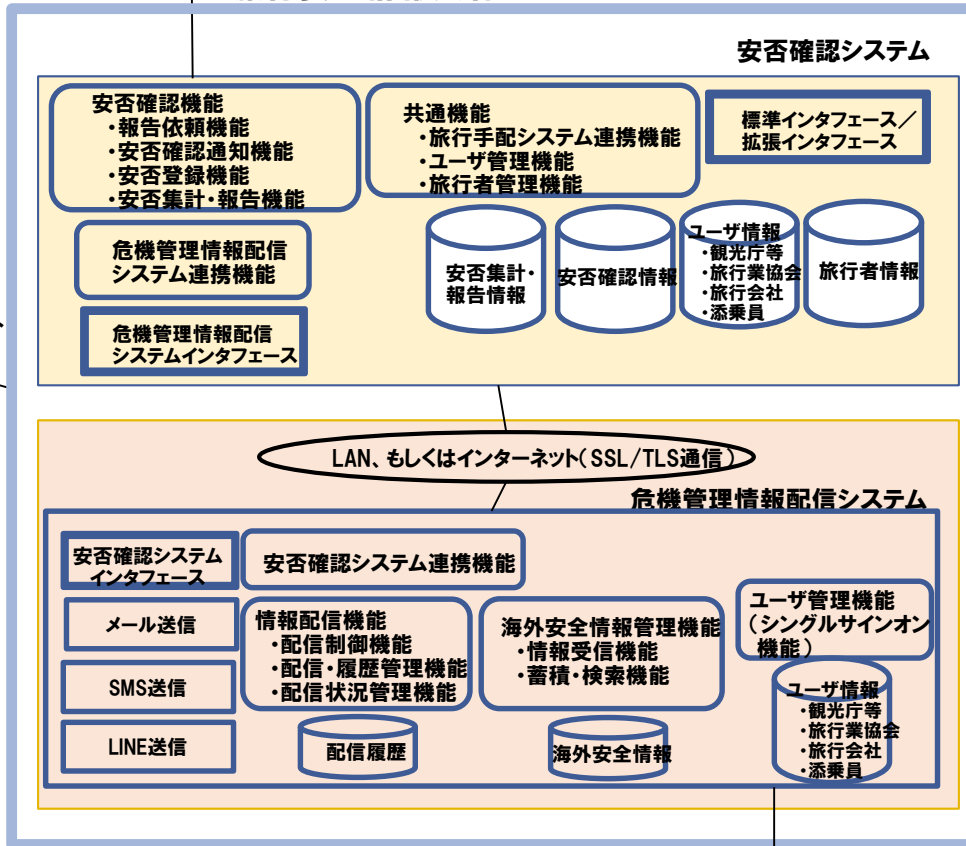 安否確認システム
安否確認機能
・報告依頼機能
・安否確認通知機能
・安否登録機能
・安否集計・報告機能
共通機能
・旅行手配システム連携機能
・ユーザ管理機能
・旅行者管理機能
標準インタフェース／
拡張インタフェース
危機管理情報配信
システム連携機能
危機管理情報配信
システムインタフェース
安否集計・
報告情報
安否確認情報
ユーザ情報
・観光庁等
・旅行業協会
・旅行会社
・添乗員
旅行者情報
LAN、もしくはインターネット（SSL/TLS通信）
危機管理情報配信システム
安否確認システム
インタフェース
安否確認システム連携機能
メール送信
SMS送信
LINE送信
情報配信機能
・配信制御機能
・配信・履歴管理機能
・配信状況管理機能
配信履歴
海外安全情報管理機能
・情報受信機能
・蓄積・検索機能
海外安全情報
ユーザ管理機能
（シングルサインオン
機能）
ユーザ情報
・観光庁等
・旅行業協会
・旅行会社
・添乗員